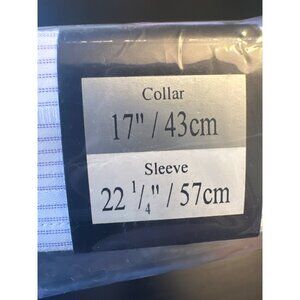 Collar
17" / 43cm
Sleeve
22 1/4" / 57cm